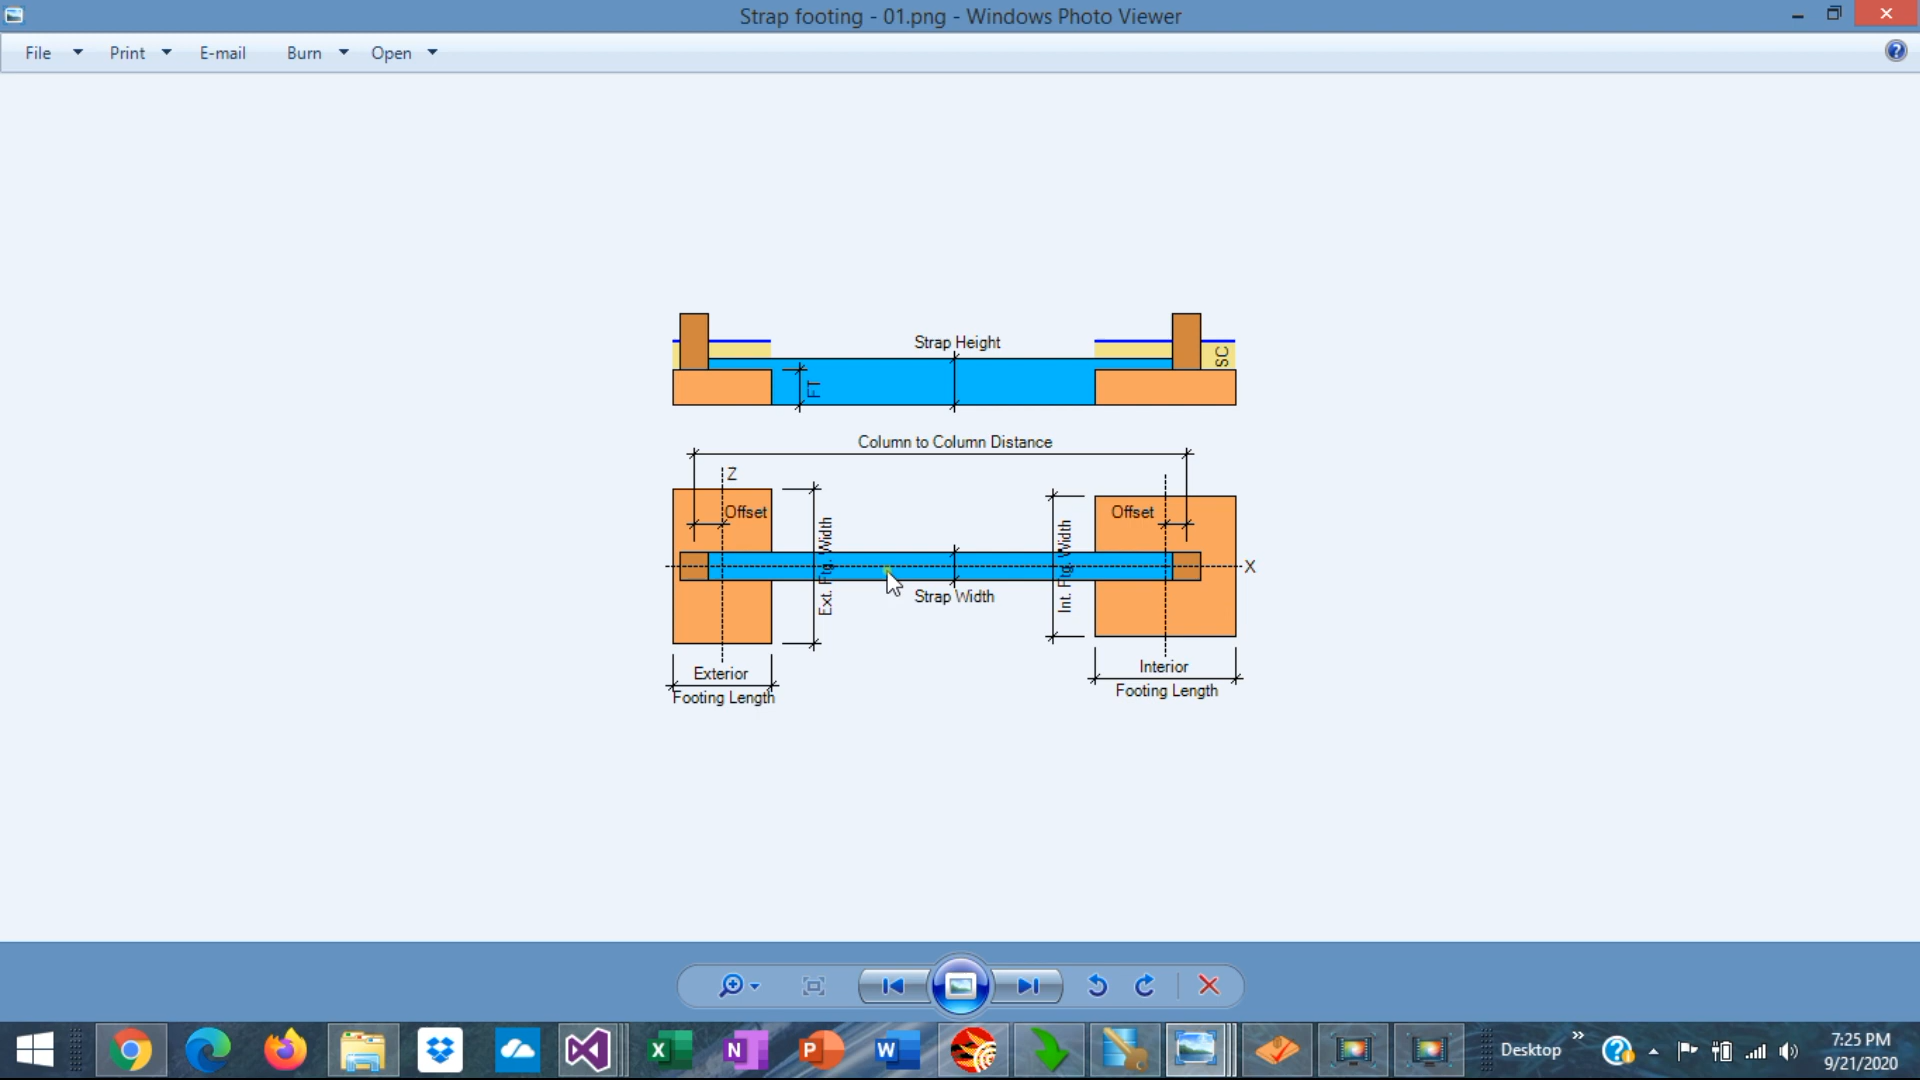 Strap footing - 01.png - Windows Photo Viewer
File Print E-mail Burn Open
Strap Height
SC
FT
Column to Column Distance
Z
Offset
Offset
Ext. Ftg. Width
Int. Ftg. Width
X
Strap Width
Exterior
Footing Length
Interior
Footing Length
Desktop
7:25 PM
9/21/2020